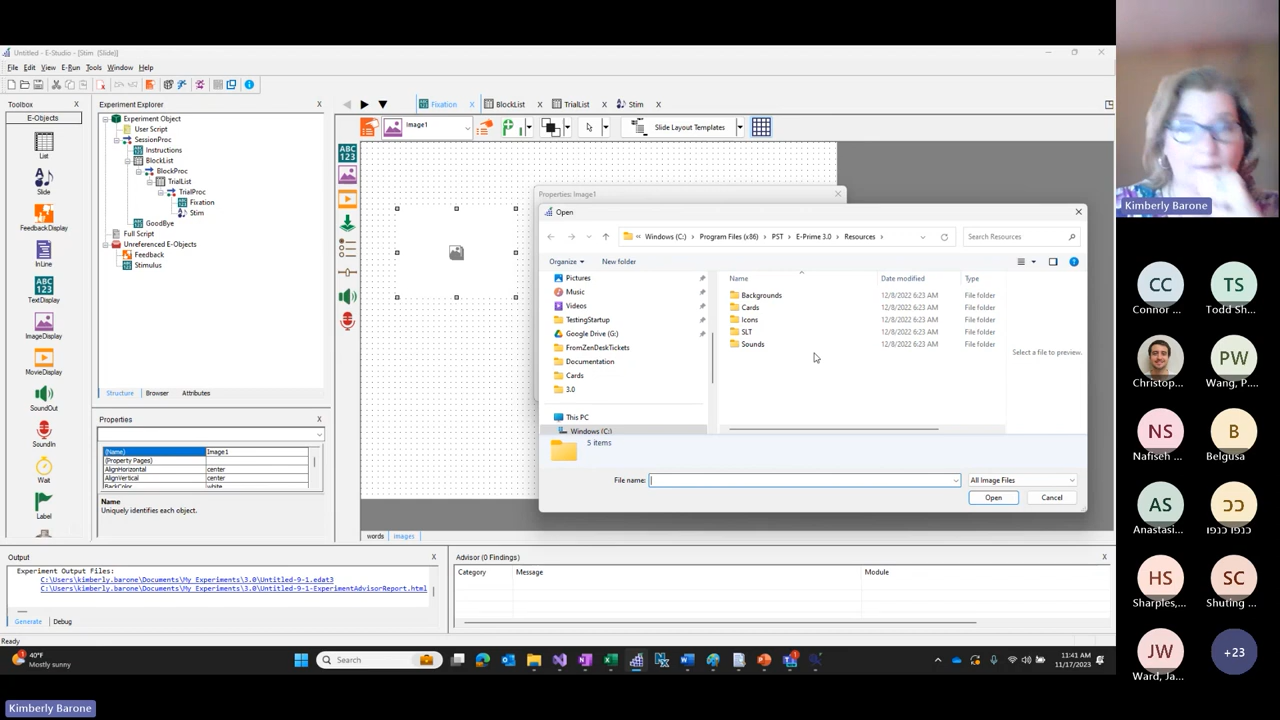 Untitled - E-Studio - [Stim (Slide)]
File Edit View E-Run Tools Window Help
Toolbox
E-Objects
List
Slide
FeedbackDisplay
InLine
TextDisplay
ImageDisplay
MovieDisplay
SoundOut
SoundIn
Wait
Label
Experiment Explorer
Experiment Object
User Script
SessionProc
Instructions
BlockList
BlockProc
TrialList
TrialProc
Fixation
Stim
GoodBye
Full Script
Unreferenced E-Objects
Feedback
Stimulus
Structure Browser Attributes
Properties
(Name) Image1
(Property Pages)
AlignHorizontal center
AlignVertical center
BackColor white
Name
Uniquely identifies each object.
Fixation BlockList TrialList Stim
Image1 Slide Layout Templates
ABC
123
Properties: Image1
Open
« Windows (C:) > Program Files (x86) > PST > E-Prime 3.0 > Resources >
Search Resources
Organize New folder
Pictures
Music
Videos
TestingStartup
Google Drive (G:)
FromZenDeskTickets
Documentation
Cards
3.0
This PC
Windows (C:)
Name Date modified Type
Backgrounds 12/8/2022 6:23 AM File folder
Cards 12/8/2022 6:23 AM File folder
Icons 12/8/2022 6:23 AM File folder
SLT 12/8/2022 6:23 AM File folder
Sounds 12/8/2022 6:23 AM File folder
Select a file to preview.
5 items
File name: All Image Files
Open Cancel
words images
Output
Experiment Output Files:
C:\Users\kimberly.barone\Documents\My Experiments\3.0\Untitled-9-1.edat3
C:\Users\kimberly.barone\Documents\My Experiments\3.0\Untitled-9-1-ExperimentAdvisorReport.html
Generate Debug
Advisor (0 Findings)
Category Message Module
Ready
40°F
Mostly sunny
Search
11:41 AM
11/17/2023
Kimberly Barone
CC
Connor ...
TS
Todd Sh...
Christop...
PW
Wang, P...
NS
Nafiseh ...
B
Belgusa
AS
Anastasi...
כנפו כנפו
HS
Sharples,...
SC
Shuting ...
JW
Ward, Ja...
+23
Kimberly Barone